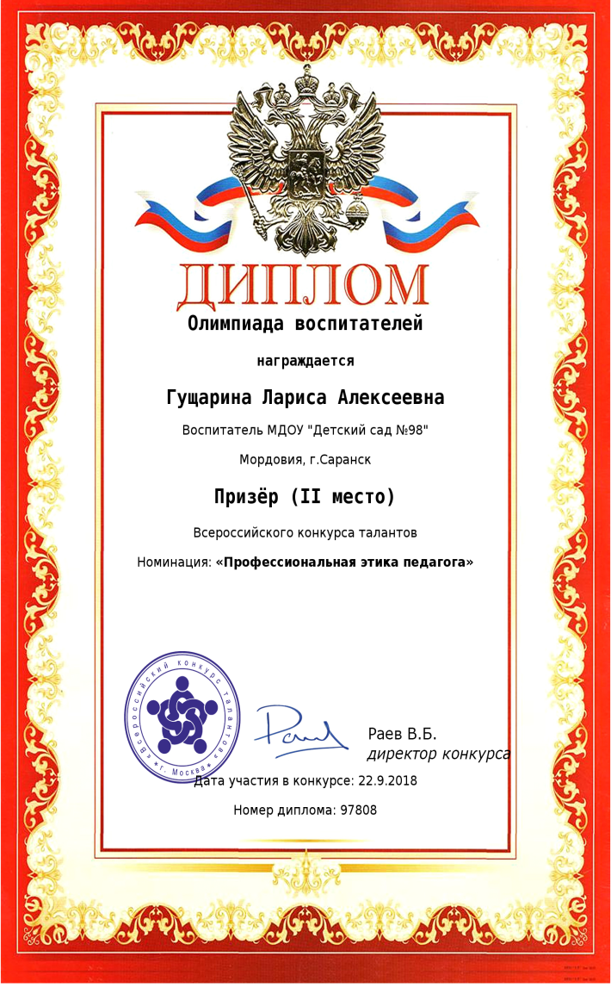 ДИПЛОМ
Олимпиада воспитателей
награждается
Гущарина Лариса Алексеевна
Воспитатель МДОУ "Детский сад №98"
Мордовия, г.Саранск
Призёр (II место)
Всероссийского конкурса талантов
Номинация: «Профессиональная этика педагога»
«Всероссийский конкурс талантов»
* г. Москва *
Раев В.Б.
директор конкурса
Дата участия в конкурсе: 22.9.2018
Номер диплома: 97808